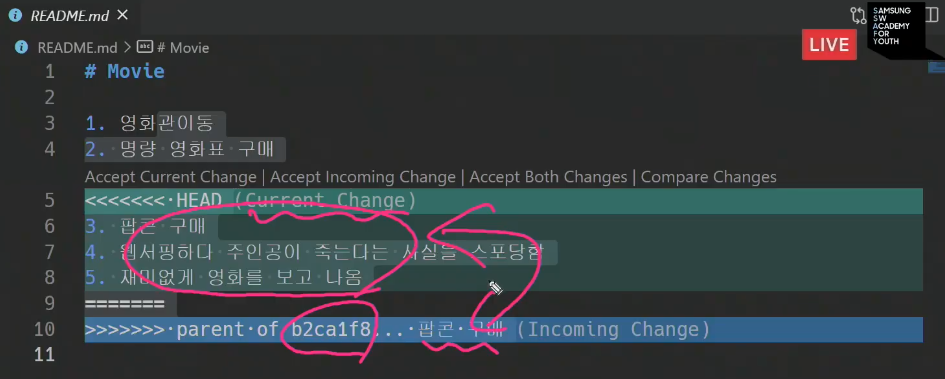 README.md
SAMSUNG
SW
ACADEMY
FOR
YOUTH
LIVE
README.md > abc # Movie
1 # Movie
2
3 1. 영화관이동
4 2. 명량 영화표 구매
Accept Current Change | Accept Incoming Change | Accept Both Changes | Compare Changes
5 <<<<<<< HEAD (Current Change)
6 3. 팝콘 구매
7 4. 웹서핑하다 주인공이 죽는다는 사실을 스포당함
8 5. 재미없게 영화를 보고 나옴
9 =======
10 >>>>>>> parent of b2ca1f8... 팝콘 구매 (Incoming Change)
11